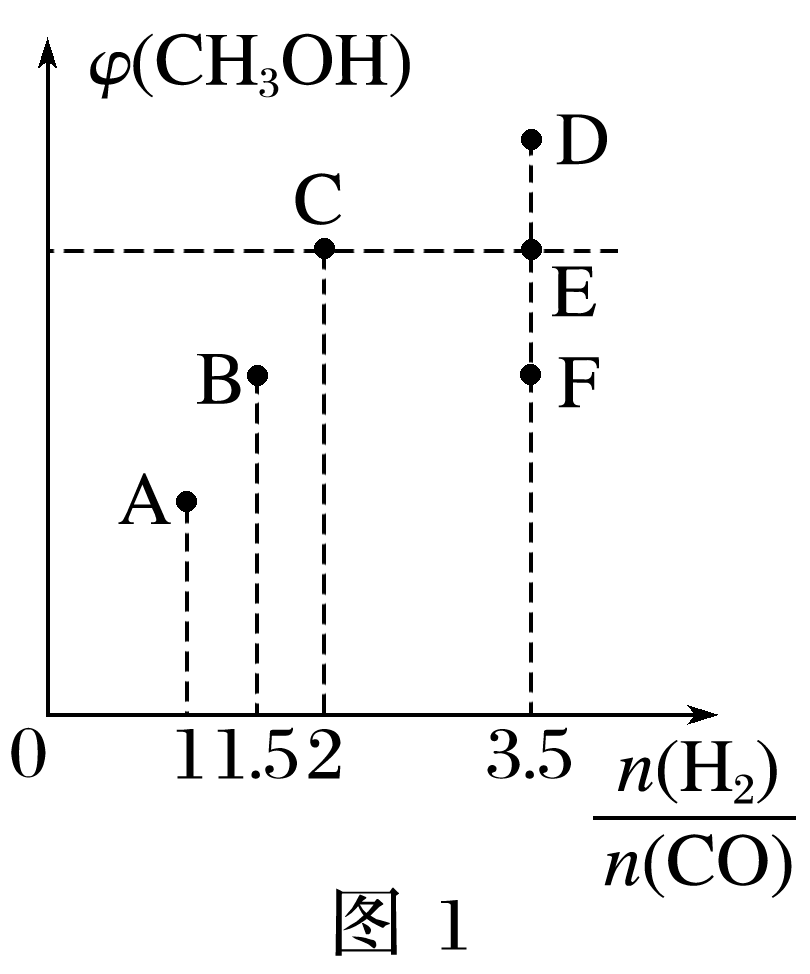 φ(CH₃OH)
D
C
E
B
F
A
0 1 1.5 2 3.5
n(H₂)
n(CO)
图 1